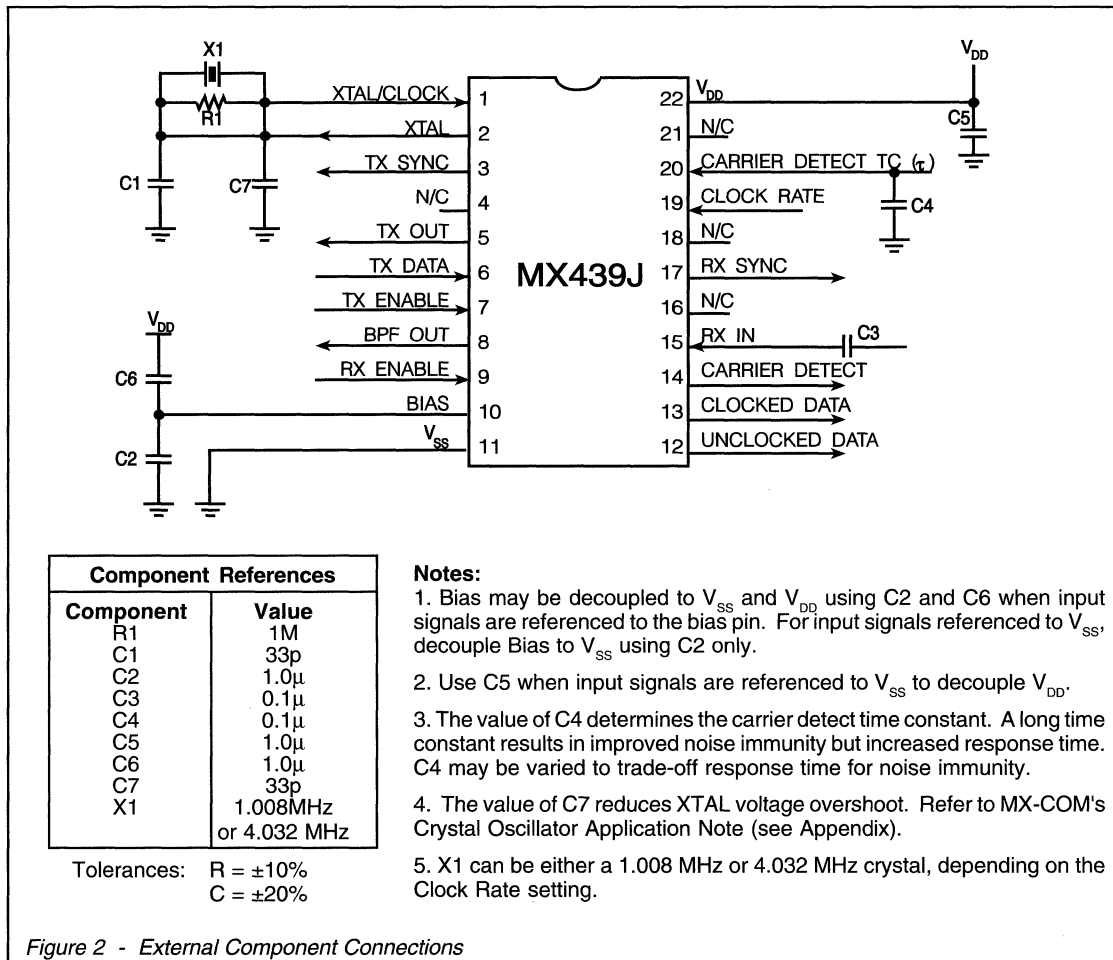 X1
R1
C1
C7
XTAL/CLOCK 1
XTAL 2
TX SYNC 3
N/C 4
TX OUT 5
TX DATA 6
TX ENABLE 7
BPF OUT 8
RX ENABLE 9
BIAS 10
VSS 11
VDD
C6
C2
MX439J
22 VDD
21 N/C
20 CARRIER DETECT TC (τ)
19 CLOCK RATE
18 N/C
17 RX SYNC
16 N/C
15 RX IN
14 CARRIER DETECT
13 CLOCKED DATA
12 UNCLOCKED DATA
VDD
C5
C4
C3
Component References
Component Value
R1 1M
C1 33p
C2 1.0µ
C3 0.1µ
C4 0.1µ
C5 1.0µ
C6 1.0µ
C7 33p
X1 1.008MHz
or 4.032 MHz
Tolerances: R = ±10%
C = ±20%
Notes:
1. Bias may be decoupled to VSS and VDD using C2 and C6 when input
signals are referenced to the bias pin. For input signals referenced to VSS,
decouple Bias to VSS using C2 only.
2. Use C5 when input signals are referenced to VSS to decouple VDD.
3. The value of C4 determines the carrier detect time constant. A long time
constant results in improved noise immunity but increased response time.
C4 may be varied to trade-off response time for noise immunity.
4. The value of C7 reduces XTAL voltage overshoot. Refer to MX-COM's
Crystal Oscillator Application Note (see Appendix).
5. X1 can be either a 1.008 MHz or 4.032 MHz crystal, depending on the
Clock Rate setting.
Figure 2 - External Component Connections